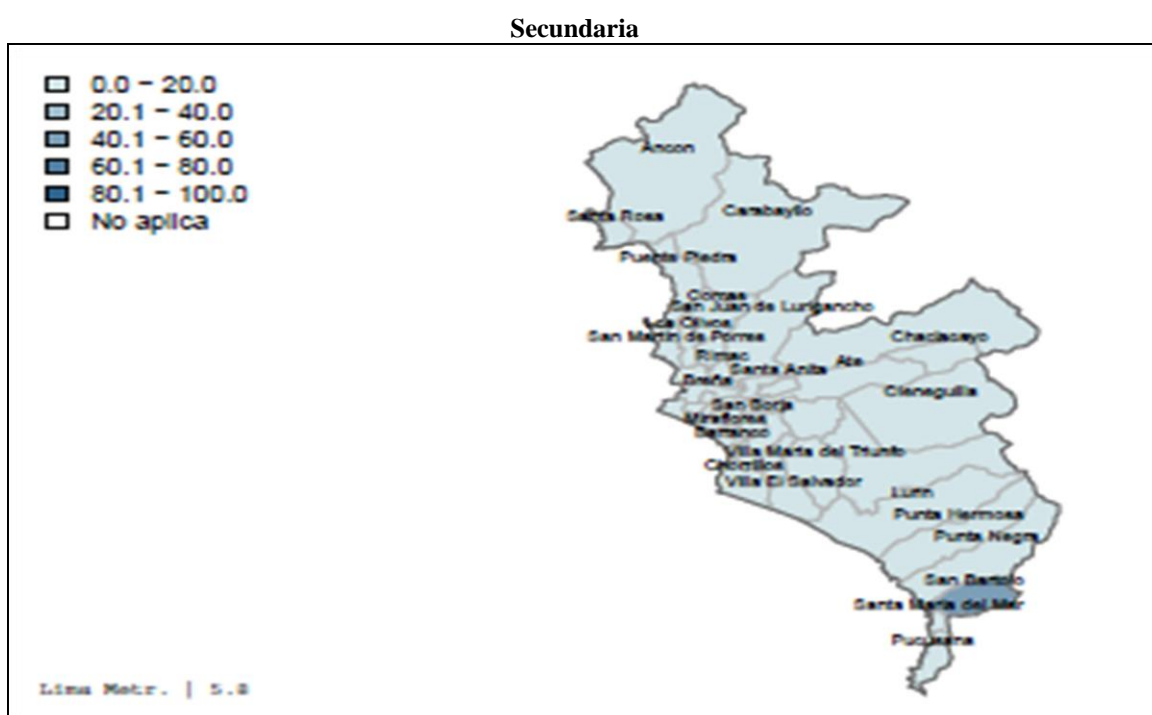 Secundaria
0.0 - 20.0
20.1 - 40.0
40.1 - 60.0
60.1 - 80.0
80.1 - 100.0
No aplica
Ancon
Carabayllo
Santa Rosa
Puente Piedra
Comas
San Juan de Lurigancho
Los Olivos
San Martin de Porres
Chaclacayo
Rimac
Ate
Santa Anita
Breña
Cieneguilla
San Borja
Miraflores
Barranco
Villa Maria del Triunfo
Chorrillos
Villa El Salvador
Lurin
Punta Hermosa
Punta Negra
San Bartolo
Santa Maria del Mar
Pucusana
Lima Metr. | 5.8